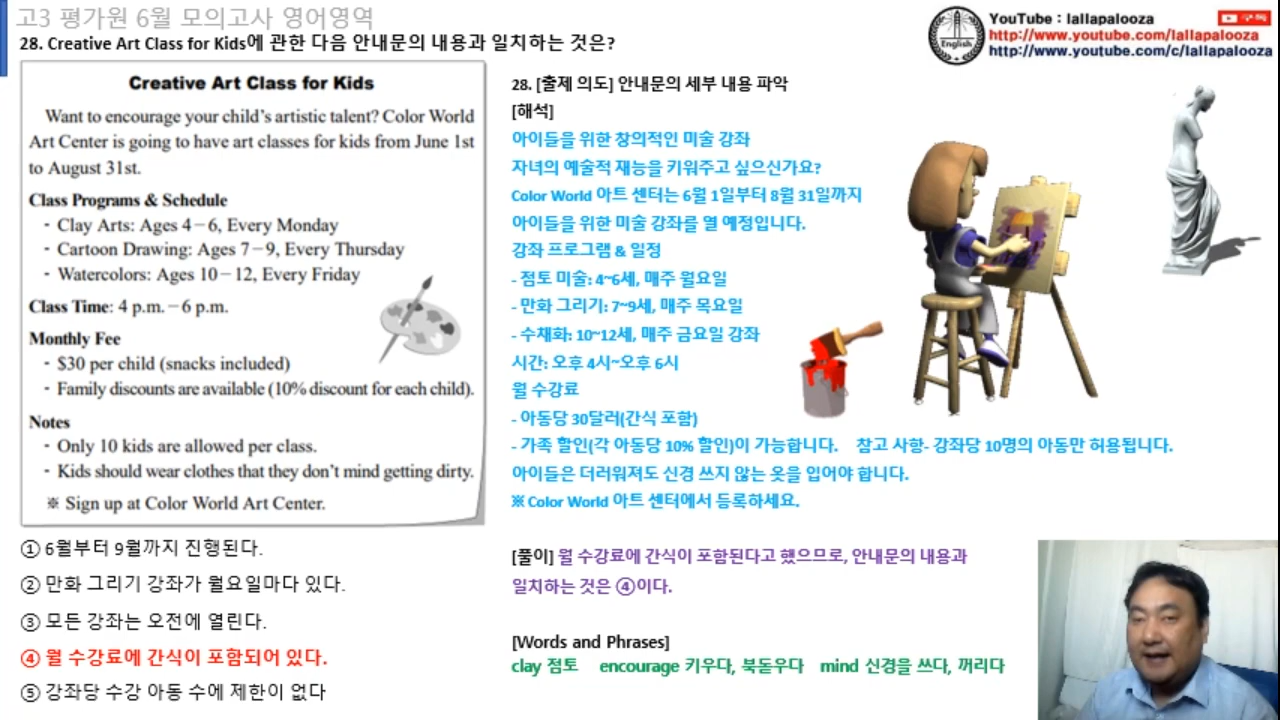 고3 평가원 6월 모의고사 영어영역
28. Creative Art Class for Kids에 관한 다음 안내문의 내용과 일치하는 것은?
English
YouTube : lallapalooza
구독
http://www.youtube.com/lallapalooza
http://www.youtube.com/c/lallapalooza
Creative Art Class for Kids
Want to encourage your child's artistic talent? Color World
Art Center is going to have art classes for kids from June 1st
to August 31st.
Class Programs & Schedule
- Clay Arts: Ages 4－6, Every Monday
- Cartoon Drawing: Ages 7－9, Every Thursday
- Watercolors: Ages 10－12, Every Friday
Class Time: 4 p.m.－6 p.m.
Monthly Fee
- $30 per child (snacks included)
- Family discounts are available (10% discount for each child).
Notes
- Only 10 kids are allowed per class.
- Kids should wear clothes that they don't mind getting dirty.
※ Sign up at Color World Art Center.
① 6월부터 9월까지 진행된다.
② 만화 그리기 강좌가 월요일마다 있다.
③ 모든 강좌는 오전에 열린다.
④ 월 수강료에 간식이 포함되어 있다.
⑤ 강좌당 수강 아동 수에 제한이 없다
28. [출제 의도] 안내문의 세부 내용 파악
[해석]
아이들을 위한 창의적인 미술 강좌
자녀의 예술적 재능을 키워주고 싶으신가요?
Color World 아트 센터는 6월 1일부터 8월 31일까지
아이들을 위한 미술 강좌를 열 예정입니다.
강좌 프로그램 & 일정
- 점토 미술: 4~6세, 매주 월요일
- 만화 그리기: 7~9세, 매주 목요일
- 수채화: 10~12세, 매주 금요일 강좌
시간: 오후 4시~오후 6시
월 수강료
- 아동당 30달러(간식 포함)
- 가족 할인(각 아동당 10% 할인)이 가능합니다. 참고 사항- 강좌당 10명의 아동만 허용됩니다.
아이들은 더러워져도 신경 쓰지 않는 옷을 입어야 합니다.
※ Color World 아트 센터에서 등록하세요.
[풀이] 월 수강료에 간식이 포함된다고 했으므로, 안내문의 내용과
일치하는 것은 ④이다.
[Words and Phrases]
clay 점토 encourage 키우다, 북돋우다 mind 신경을 쓰다, 꺼리다